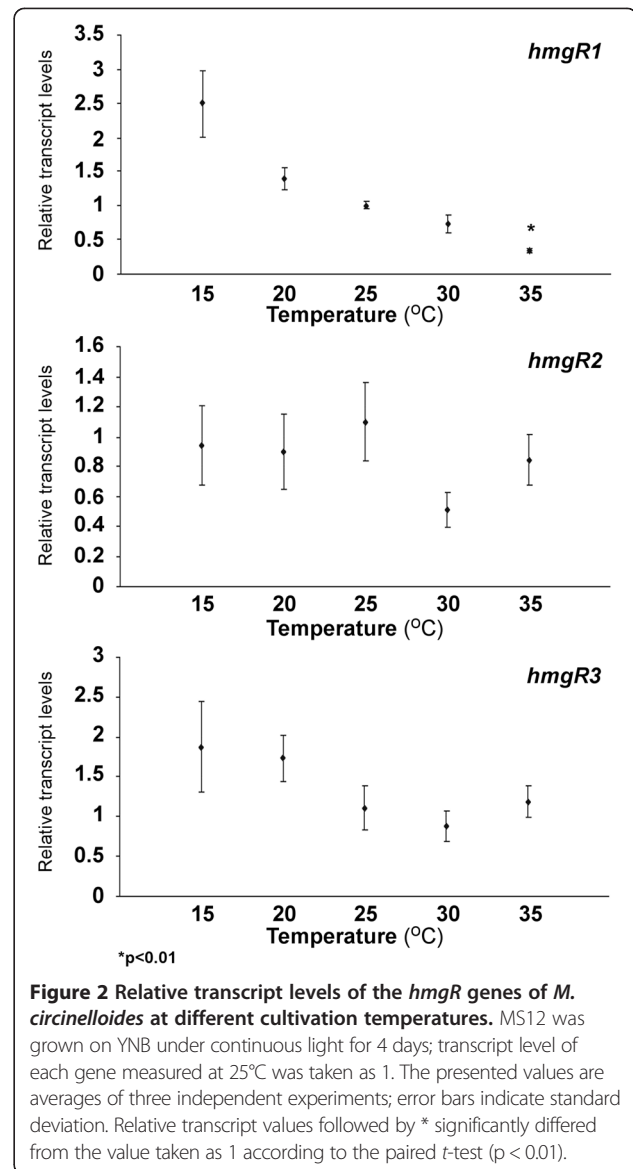 hmgR1
Relative transcript levels
3.5
3
2.5
2
1.5
1
0.5
0
*
15 20 25 30 35
Temperature (°C)
hmgR2
Relative transcript levels
1.6
1.4
1.2
1
0.8
0.6
0.4
0.2
0
15 20 25 30 35
Temperature (°C)
hmgR3
Relative transcript levels
3
2.5
2
1.5
1
0.5
0
15 20 25 30 35
Temperature (°C)
*p<0.01
Figure 2 Relative transcript levels of the hmgR genes of M.
circinelloides at different cultivation temperatures. MS12 was
grown on YNB under continuous light for 4 days; transcript level of
each gene measured at 25°C was taken as 1. The presented values are
averages of three independent experiments; error bars indicate standard
deviation. Relative transcript values followed by * significantly differed
from the value taken as 1 according to the paired t-test (p < 0.01).